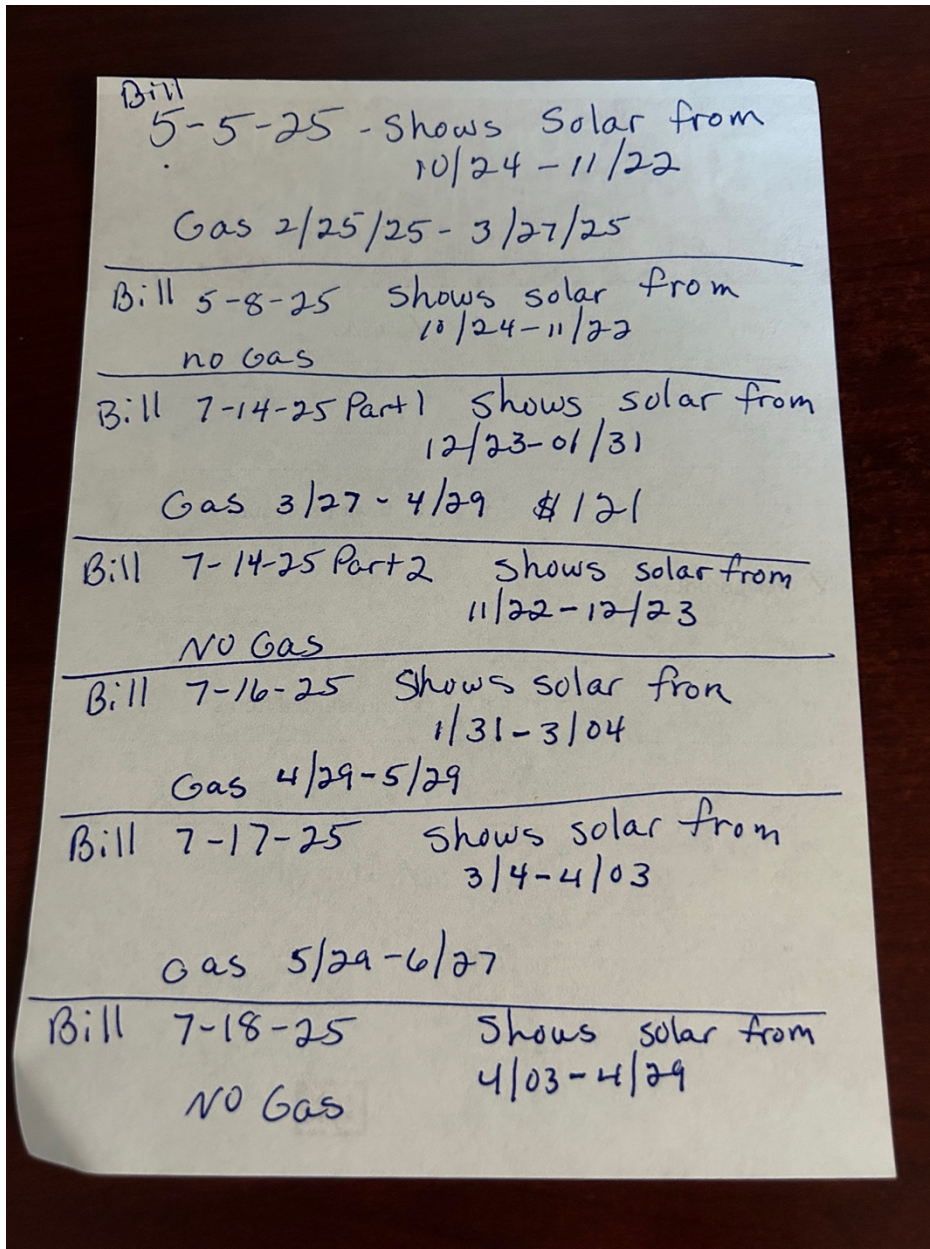 Bill
5-5-25 - Shows Solar from
10/24 - 11/22
Gas 2/25/25 - 3/27/25
Bill 5-8-25 Shows solar from
10/24-11/22
no Gas
Bill 7-14-25 Part 1 Shows solar from
12/23-01/31
Gas 3/27 - 4/29 $121
Bill 7-14-25 Part 2 Shows solar from
11/22-12/23
NO Gas
Bill 7-16-25 Shows solar fron
1/31-3/04
Gas 4/29-5/29
Bill 7-17-25 Shows solar from
3/4-4/03
Gas 5/29-6/27
Bill 7-18-25 Shows solar from
4/03-4/29
NO Gas